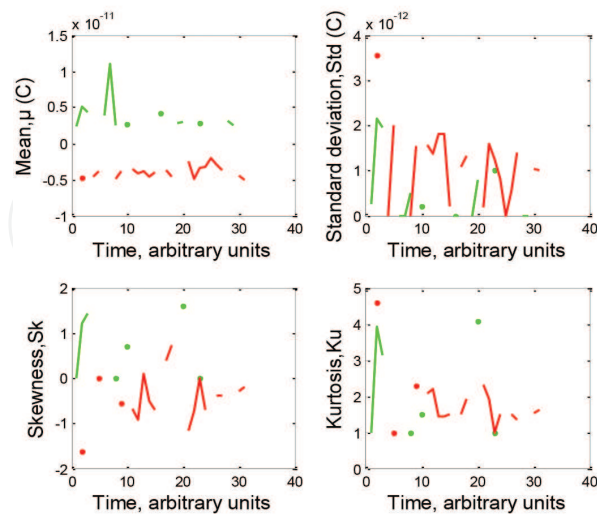 x 10⁻¹¹
1.5
1
0.5
0
-0.5
-1
0 10 20 30 40
Mean,μ (C)
Time, arbitrary units
x 10⁻¹²
4
3
2
1
0
0 10 20 30 40
Standard deviation,Std (C)
Time, arbitrary units
2
1
0
-1
-2
0 10 20 30 40
Skewness,Sk
Time, arbitrary units
5
4
3
2
1
0
0 10 20 30 40
Kurtosis,Ku
Time, arbitrary units